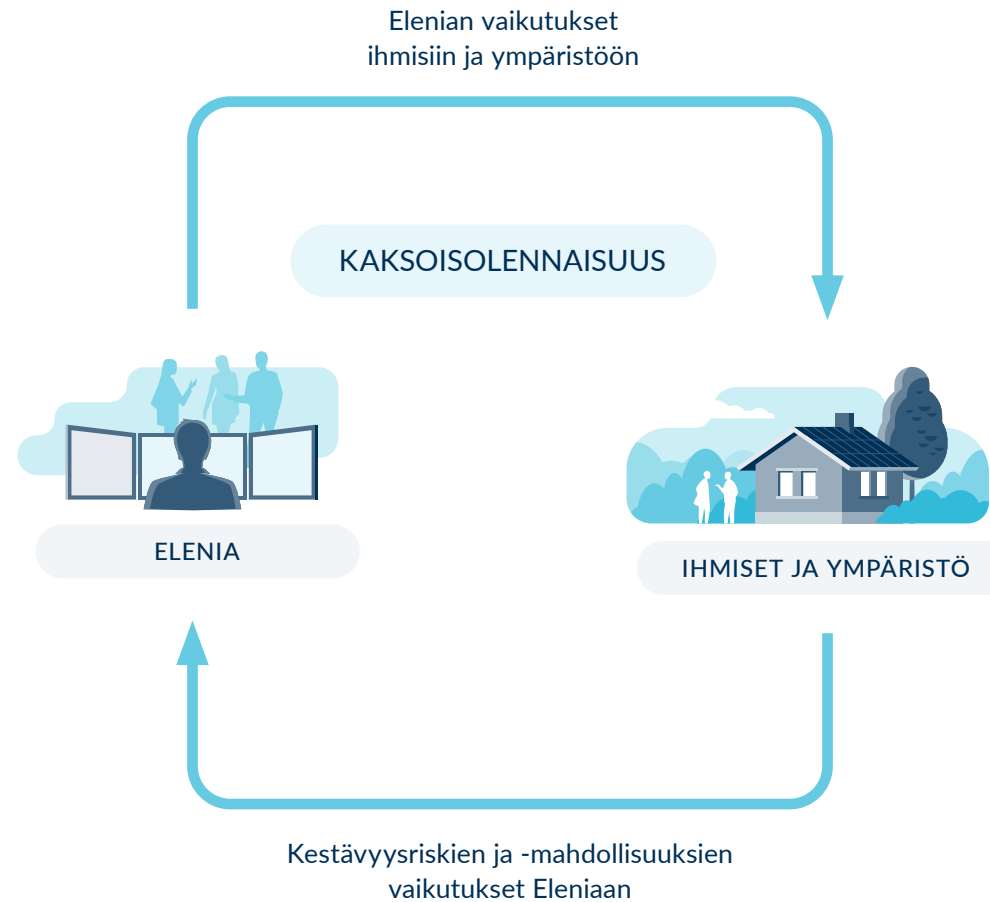 Elenian vaikutukset
ihmisiin ja ympäristöön
KAKSOISOLENNAISUUS
ELENIA
IHMISET JA YMPÄRISTÖ
Kestävyysriskien ja -mahdollisuuksien
vaikutukset Eleniaan